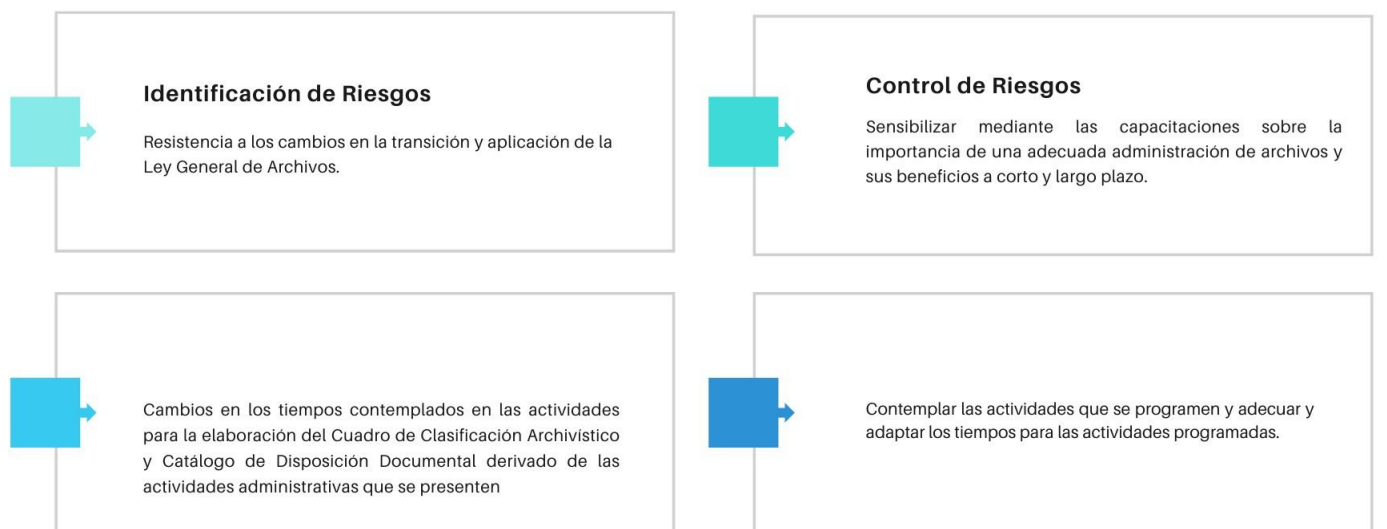 Identificación de Riesgos
Resistencia a los cambios en la transición y aplicación de la
Ley General de Archivos.
Control de Riesgos
Sensibilizar mediante las capacitaciones sobre la
importancia de una adecuada administración de archivos y
sus beneficios a corto y largo plazo.
Cambios en los tiempos contemplados en las actividades
para la elaboración del Cuadro de Clasificación Archivístico
y Catálogo de Disposición Documental derivado de las
actividades administrativas que se presenten
Contemplar las actividades que se programen y adecuar y
adaptar los tiempos para las actividades programadas.